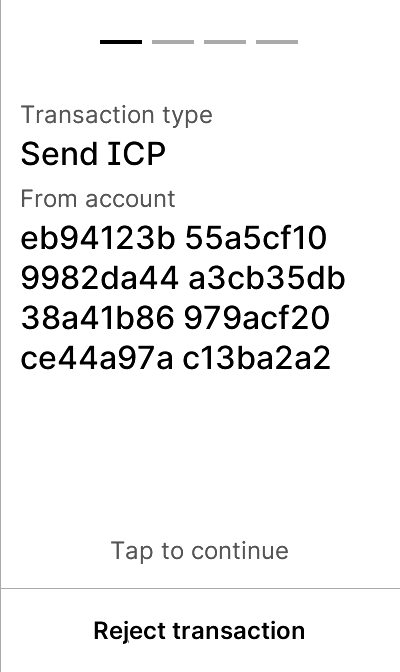 Transaction type
Send ICP
From account
eb94123b 55a5cf10
9982da44 a3cb35db
38a41b86 979acf20
ce44a97a c13ba2a2
Tap to continue
Reject transaction